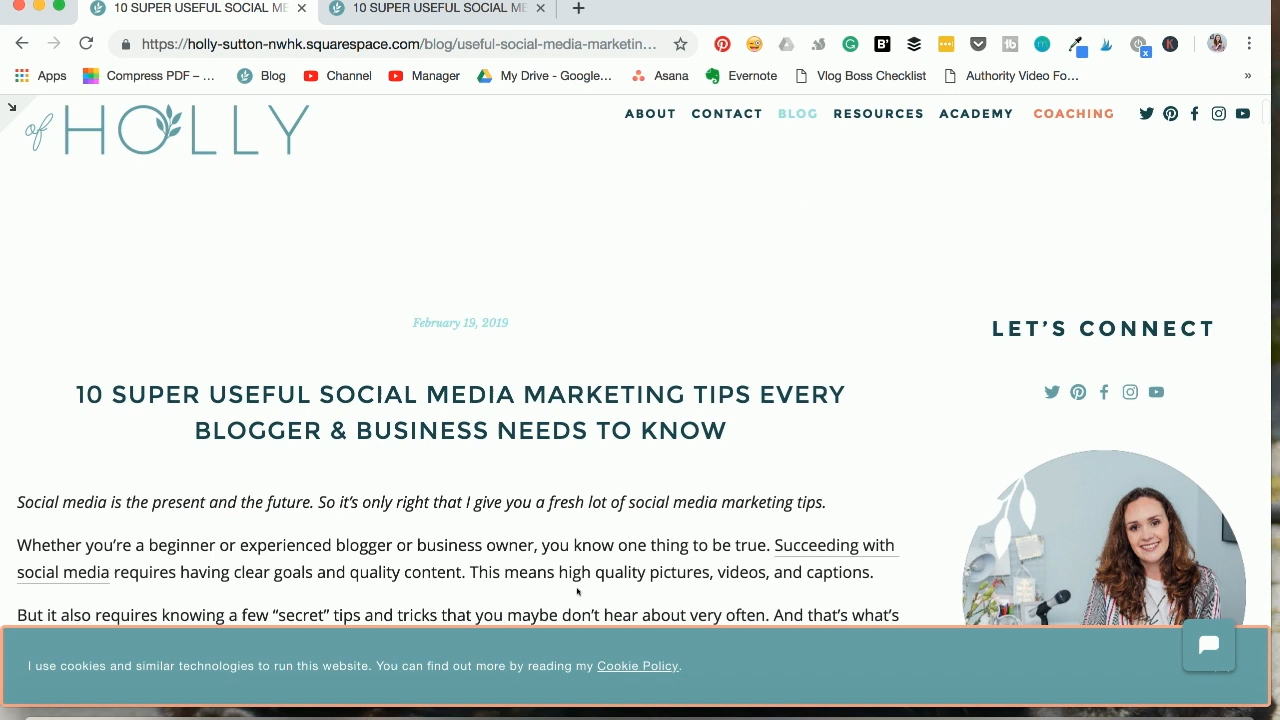 10 SUPER USEFUL SOCIAL ME
10 SUPER USEFUL SOCIAL ME
https://holly-sutton-nwhk.squarespace.com/blog/useful-social-media-marketin...
Apps
Compress PDF – ...
Blog
Channel
Manager
My Drive - Google...
Asana
Evernote
Vlog Boss Checklist
Authority Video Fo...
»
of HOLLY
ABOUT CONTACT BLOG RESOURCES ACADEMY COACHING
February 19, 2019
10 SUPER USEFUL SOCIAL MEDIA MARKETING TIPS EVERY
BLOGGER & BUSINESS NEEDS TO KNOW
Social media is the present and the future. So it’s only right that I give you a fresh lot of social media marketing tips.
Whether you’re a beginner or experienced blogger or business owner, you know one thing to be true. Succeeding with
social media requires having clear goals and quality content. This means high quality pictures, videos, and captions.
But it also requires knowing a few “secret” tips and tricks that you maybe don’t hear about very often. And that’s what’s
LET’S CONNECT
I use cookies and similar technologies to run this website. You can find out more by reading my Cookie Policy.